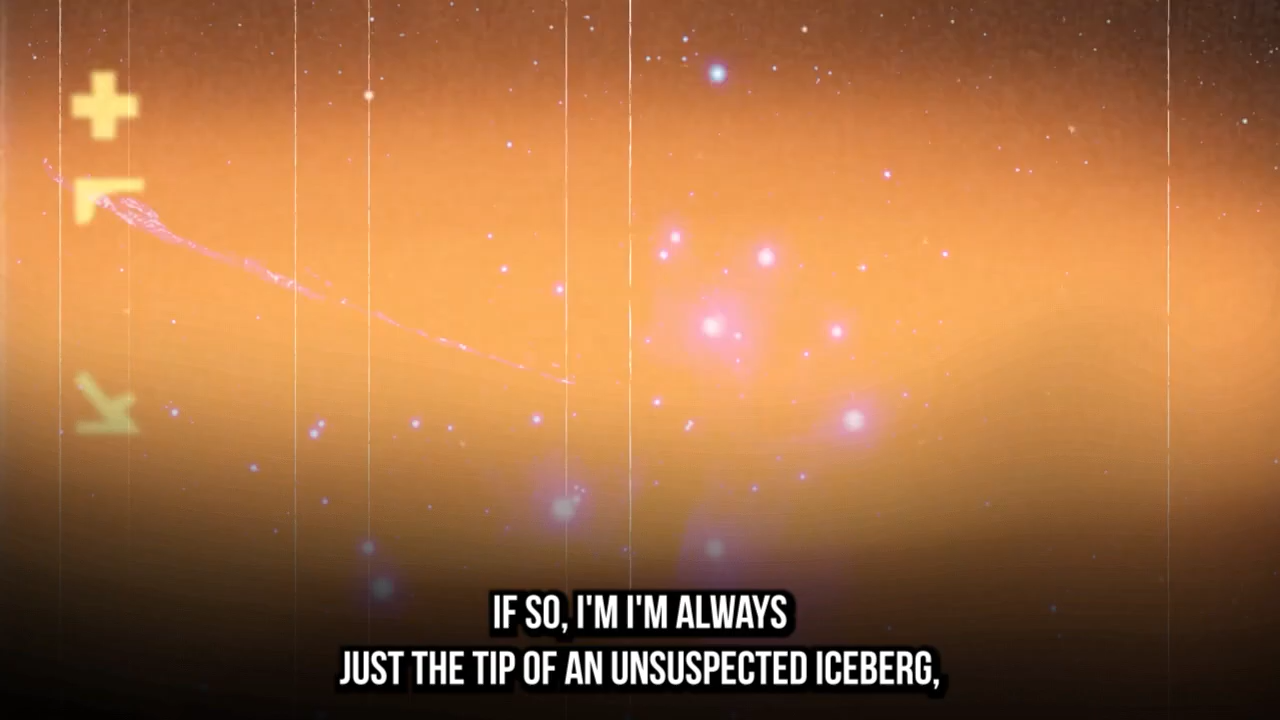 IF SO, I'M I'M ALWAYS
JUST THE TIP OF AN UNSUSPECTED ICEBERG,